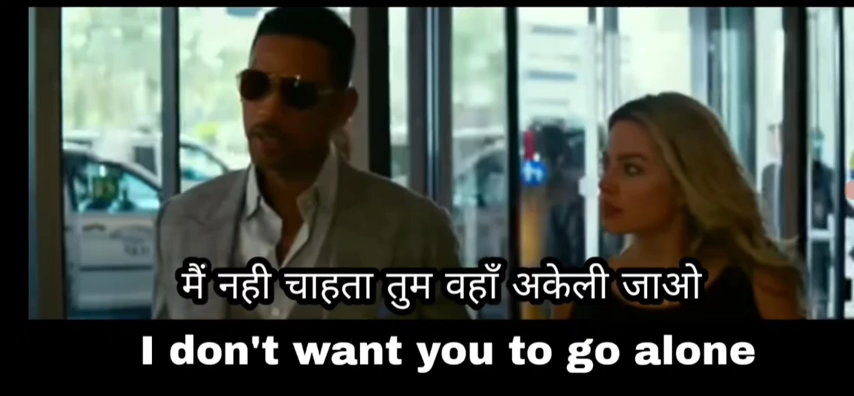 मैं नही चाहता तुम वहाँ अकेली जाओ
I don't want you to go alone